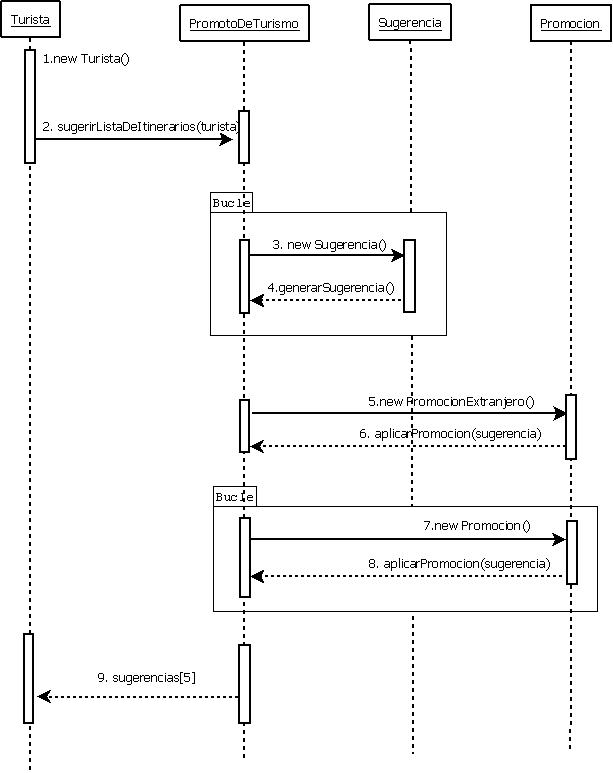 Turista
PromotoDeTurismo
Sugerencia
Promocion
1.new Turista()
2. sugerirListaDeItinerarios(turista)
Bucle
3. new Sugerencia()
4.generarSugerencia()
5.new PromocionExtranjero()
6. aplicarPromocion(sugerencia)
Bucle
7.new Promocion()
8. aplicarPromocion(sugerencia)
9. sugerencias[5]